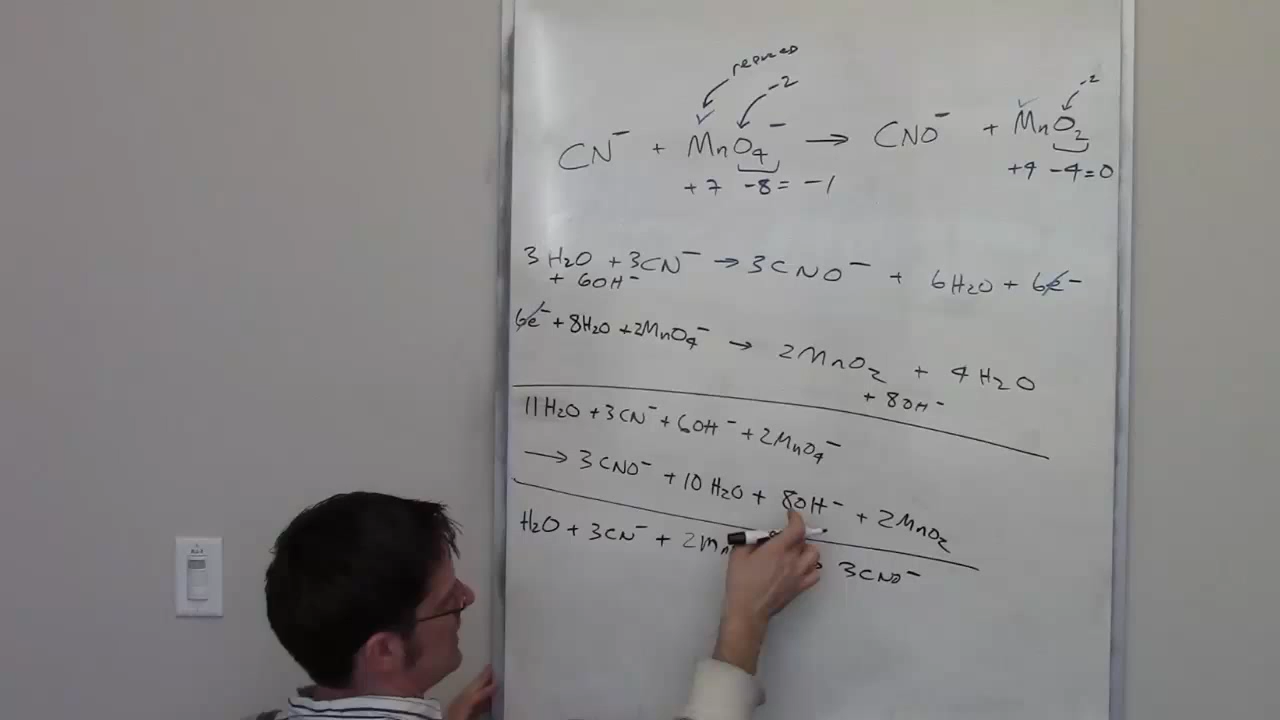 reduced
-2
-2
CN⁻ + MnO₄⁻ → CNO⁻ + MnO₂
+7 -8 = -1
+4 -4=0
3H₂O + 3CN⁻ → 3CNO⁻ + 6H₂O + 6e⁻
+ 6OH⁻
6e⁻ + 8H₂O + 2MnO₄⁻ → 2MnO₂ + 4H₂O
+ 8OH⁻
11H₂O + 3CN⁻ + 6OH⁻ + 2MnO₄⁻
→ 3CNO⁻ + 10H₂O + 8OH⁻ + 2MnO₂
H₂O + 3CN⁻ + 2Mn 3CNO⁻